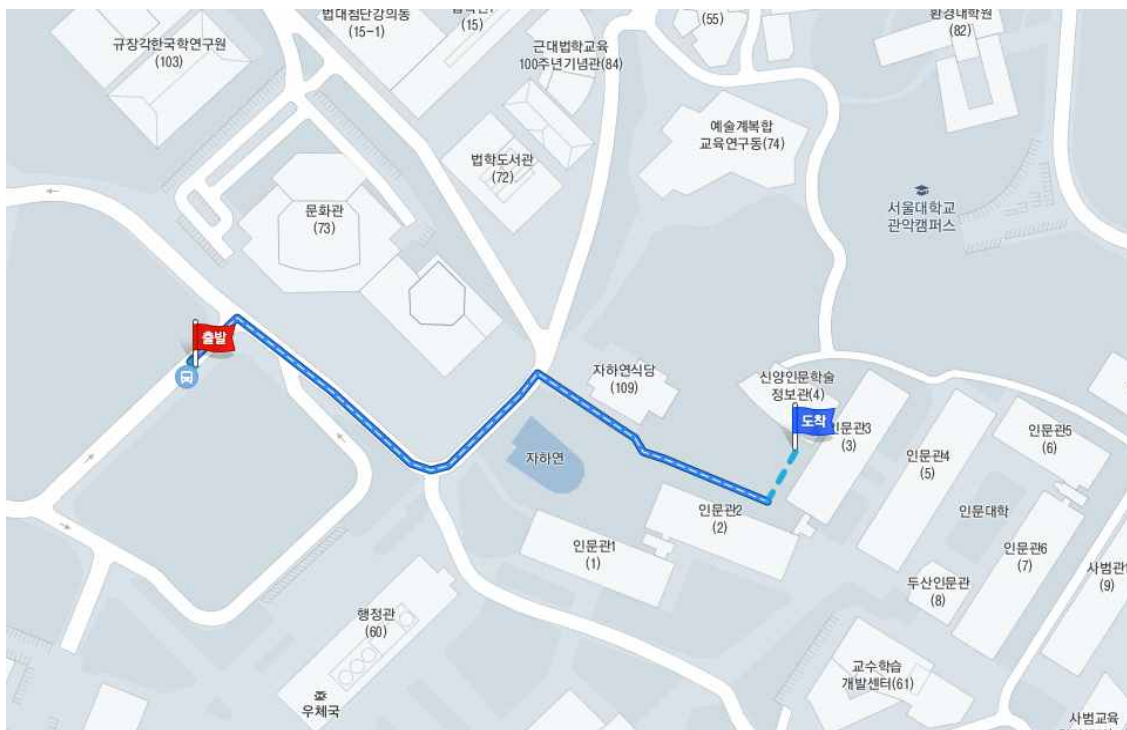 법대첨단강의동
(15-1)
(15)
(55)
환경대학원
(82)
규장각한국학연구원
(103)
근대법학교육
100주년기념관(84)
예술계복합
교육연구동(74)
법학도서관
(72)
서울대학교
관악캠퍼스
문화관
(73)
출발
자하연식당
(109)
신양인문학술
정보관(4)
도착
인문관3
(3)
인문관5
(6)
인문관4
(5)
자하연
인문관2
(2)
인문대학
인문관1
(1)
인문관6
(7)
사범관1
(9)
두산인문관
(8)
행정관
(60)
교수학습
개발센터(61)
우체국
사범교육